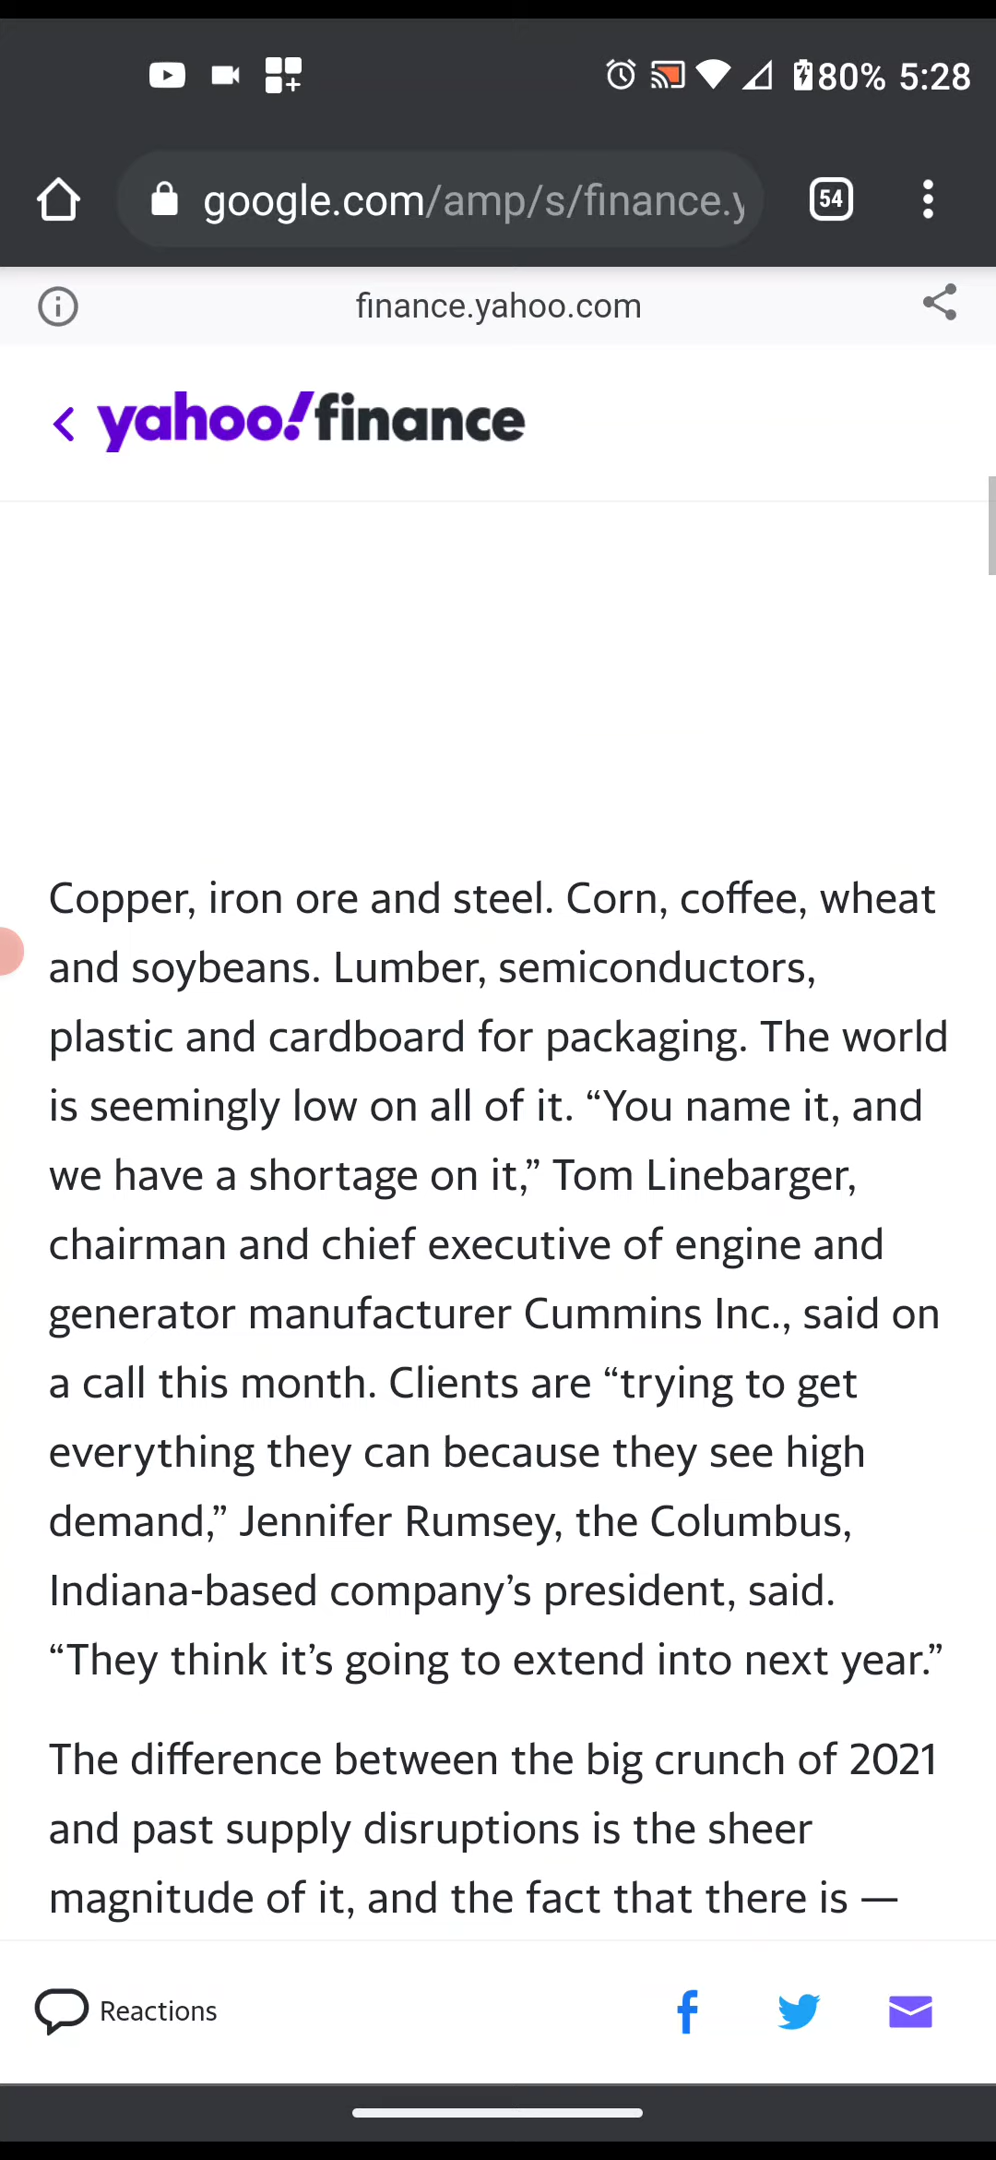 80% 5:28
google.com/amp/s/finance.y
54
finance.yahoo.com
yahoo!finance
Copper, iron ore and steel. Corn, coffee, wheat
and soybeans. Lumber, semiconductors,
plastic and cardboard for packaging. The world
is seemingly low on all of it. “You name it, and
we have a shortage on it,” Tom Linebarger,
chairman and chief executive of engine and
generator manufacturer Cummins Inc., said on
a call this month. Clients are “trying to get
everything they can because they see high
demand,” Jennifer Rumsey, the Columbus,
Indiana-based company’s president, said.
“They think it’s going to extend into next year.”
The difference between the big crunch of 2021
and past supply disruptions is the sheer
magnitude of it, and the fact that there is —
Reactions